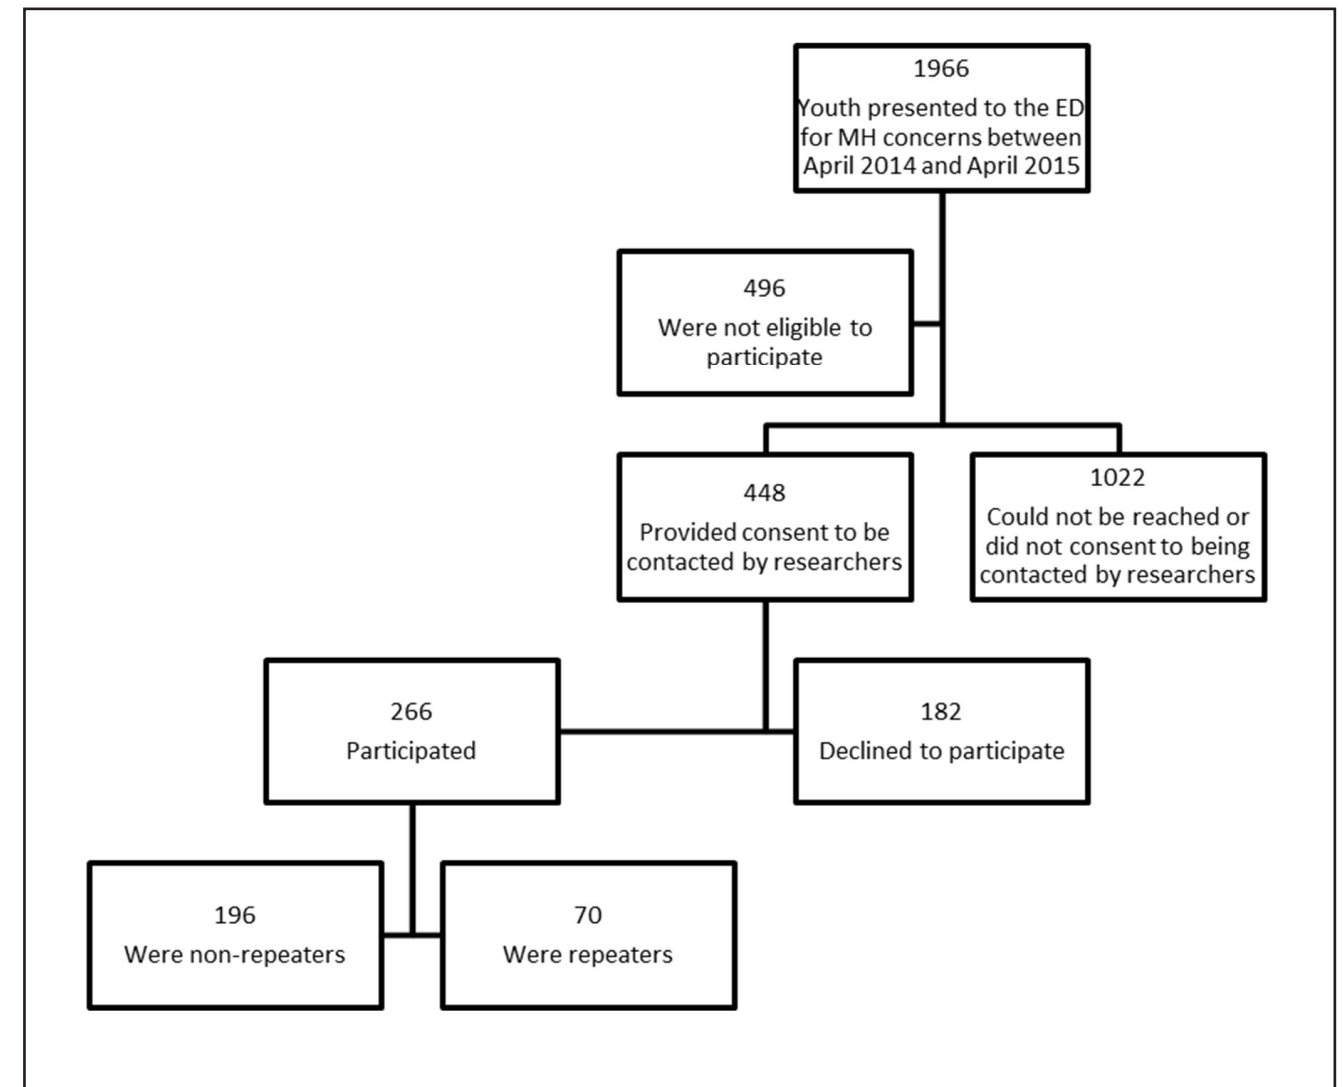 1966
Youth presented to the ED
for MH concerns between
April 2014 and April 2015
496
Were not eligible to
participate
448
Provided consent to be
contacted by researchers
1022
Could not be reached or
did not consent to being
contacted by researchers
266
Participated
182
Declined to participate
196
Were non-repeaters
70
Were repeaters